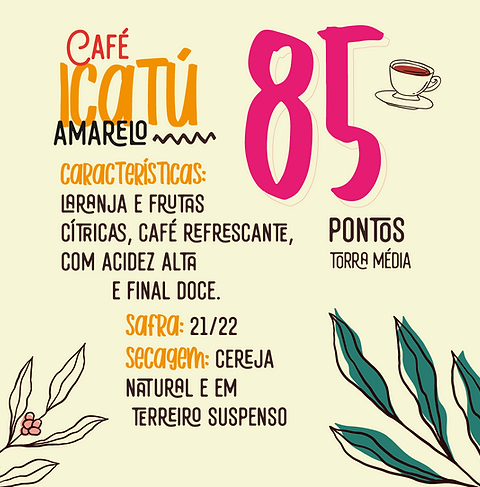 CAFÉ
ICATÚ
AMARELO
85
PONTOS
TORRA MÉDIA
CARACTERÍSTICAS:
LARANJA E FRUTAS
CÍTRICAS, CAFÉ REFRESCANTE,
COM ACIDEZ ALTA
E FINAL DOCE.
SAFRA: 21/22
SECAGEM: CEREJA
NATURAL E EM
TERREIRO SUSPENSO